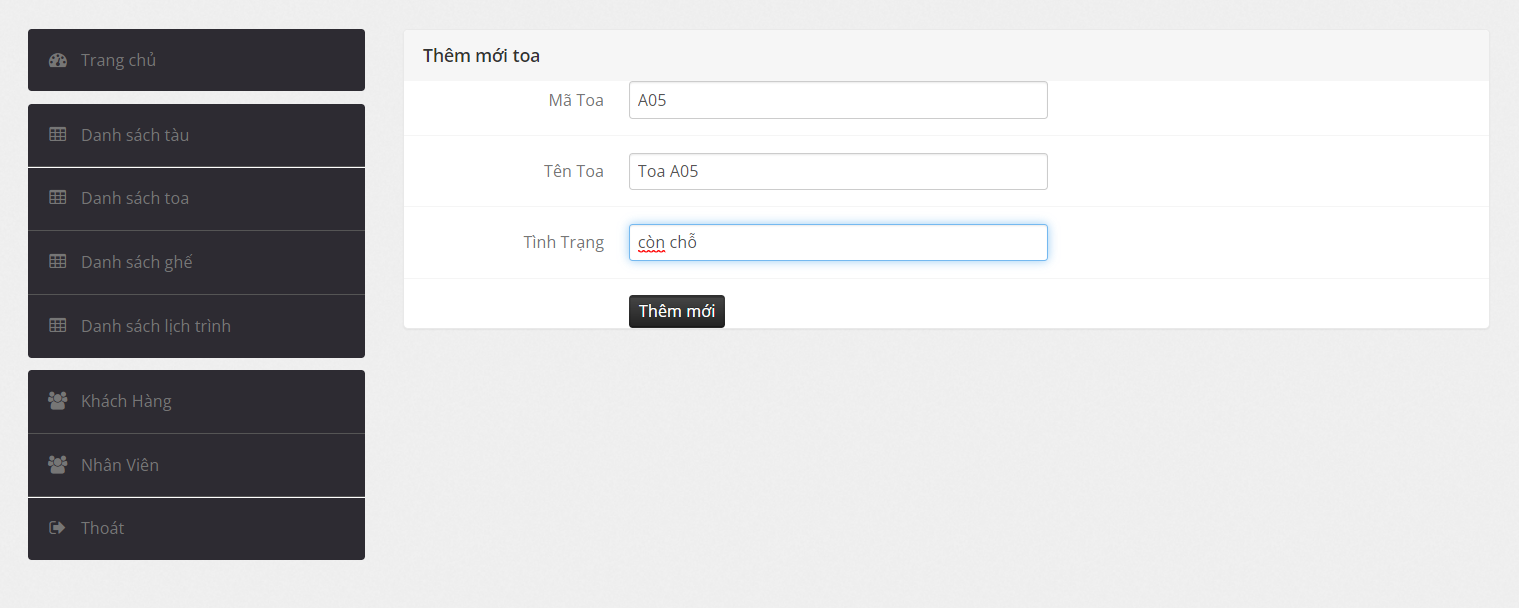 Trang chủ
Danh sách tàu
Danh sách toa
Danh sách ghế
Danh sách lịch trình
Khách Hàng
Nhân Viên
Thoát
Thêm mới toa
Mã Toa A05
Tên Toa Toa A05
Tình Trạng còn chỗ
Thêm mới